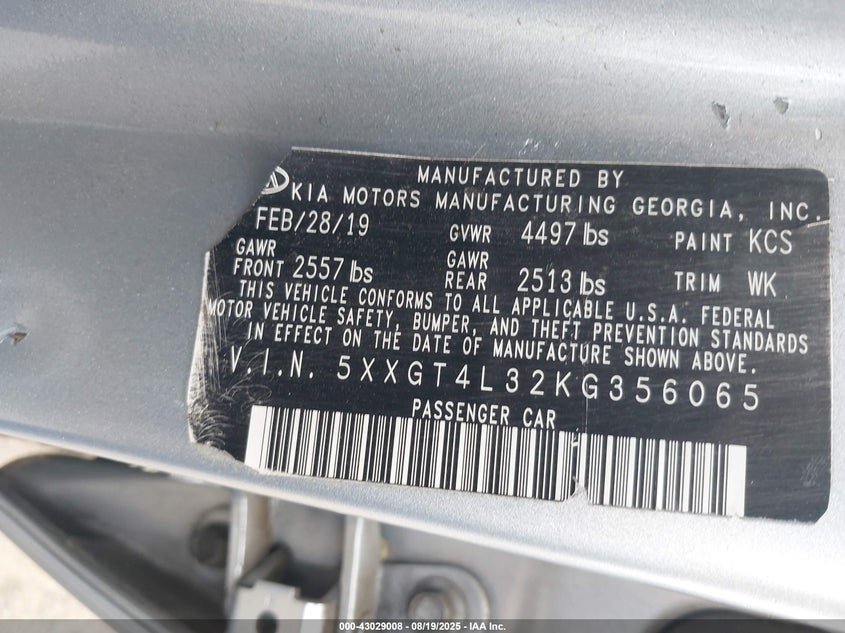 MANUFACTURED BY
KIA MOTORS MANUFACTURING GEORGIA, INC.
FEB/28/19 GVWR 4497 lbs PAINT KCS
GAWR FRONT 2557 lbs GAWR REAR 2513 lbs TRIM WK
THIS VEHICLE CONFORMS TO ALL APPLICABLE U.S.A. FEDERAL
MOTOR VEHICLE SAFETY, BUMPER, AND THEFT PREVENTION STANDARDS
IN EFFECT ON THE DATE OF MANUFACTURE SHOWN ABOVE.
V.I.N. 5XXGT4L32KG356065
PASSENGER CAR
000-43029008 - 08/19/2025 - IAA Inc.